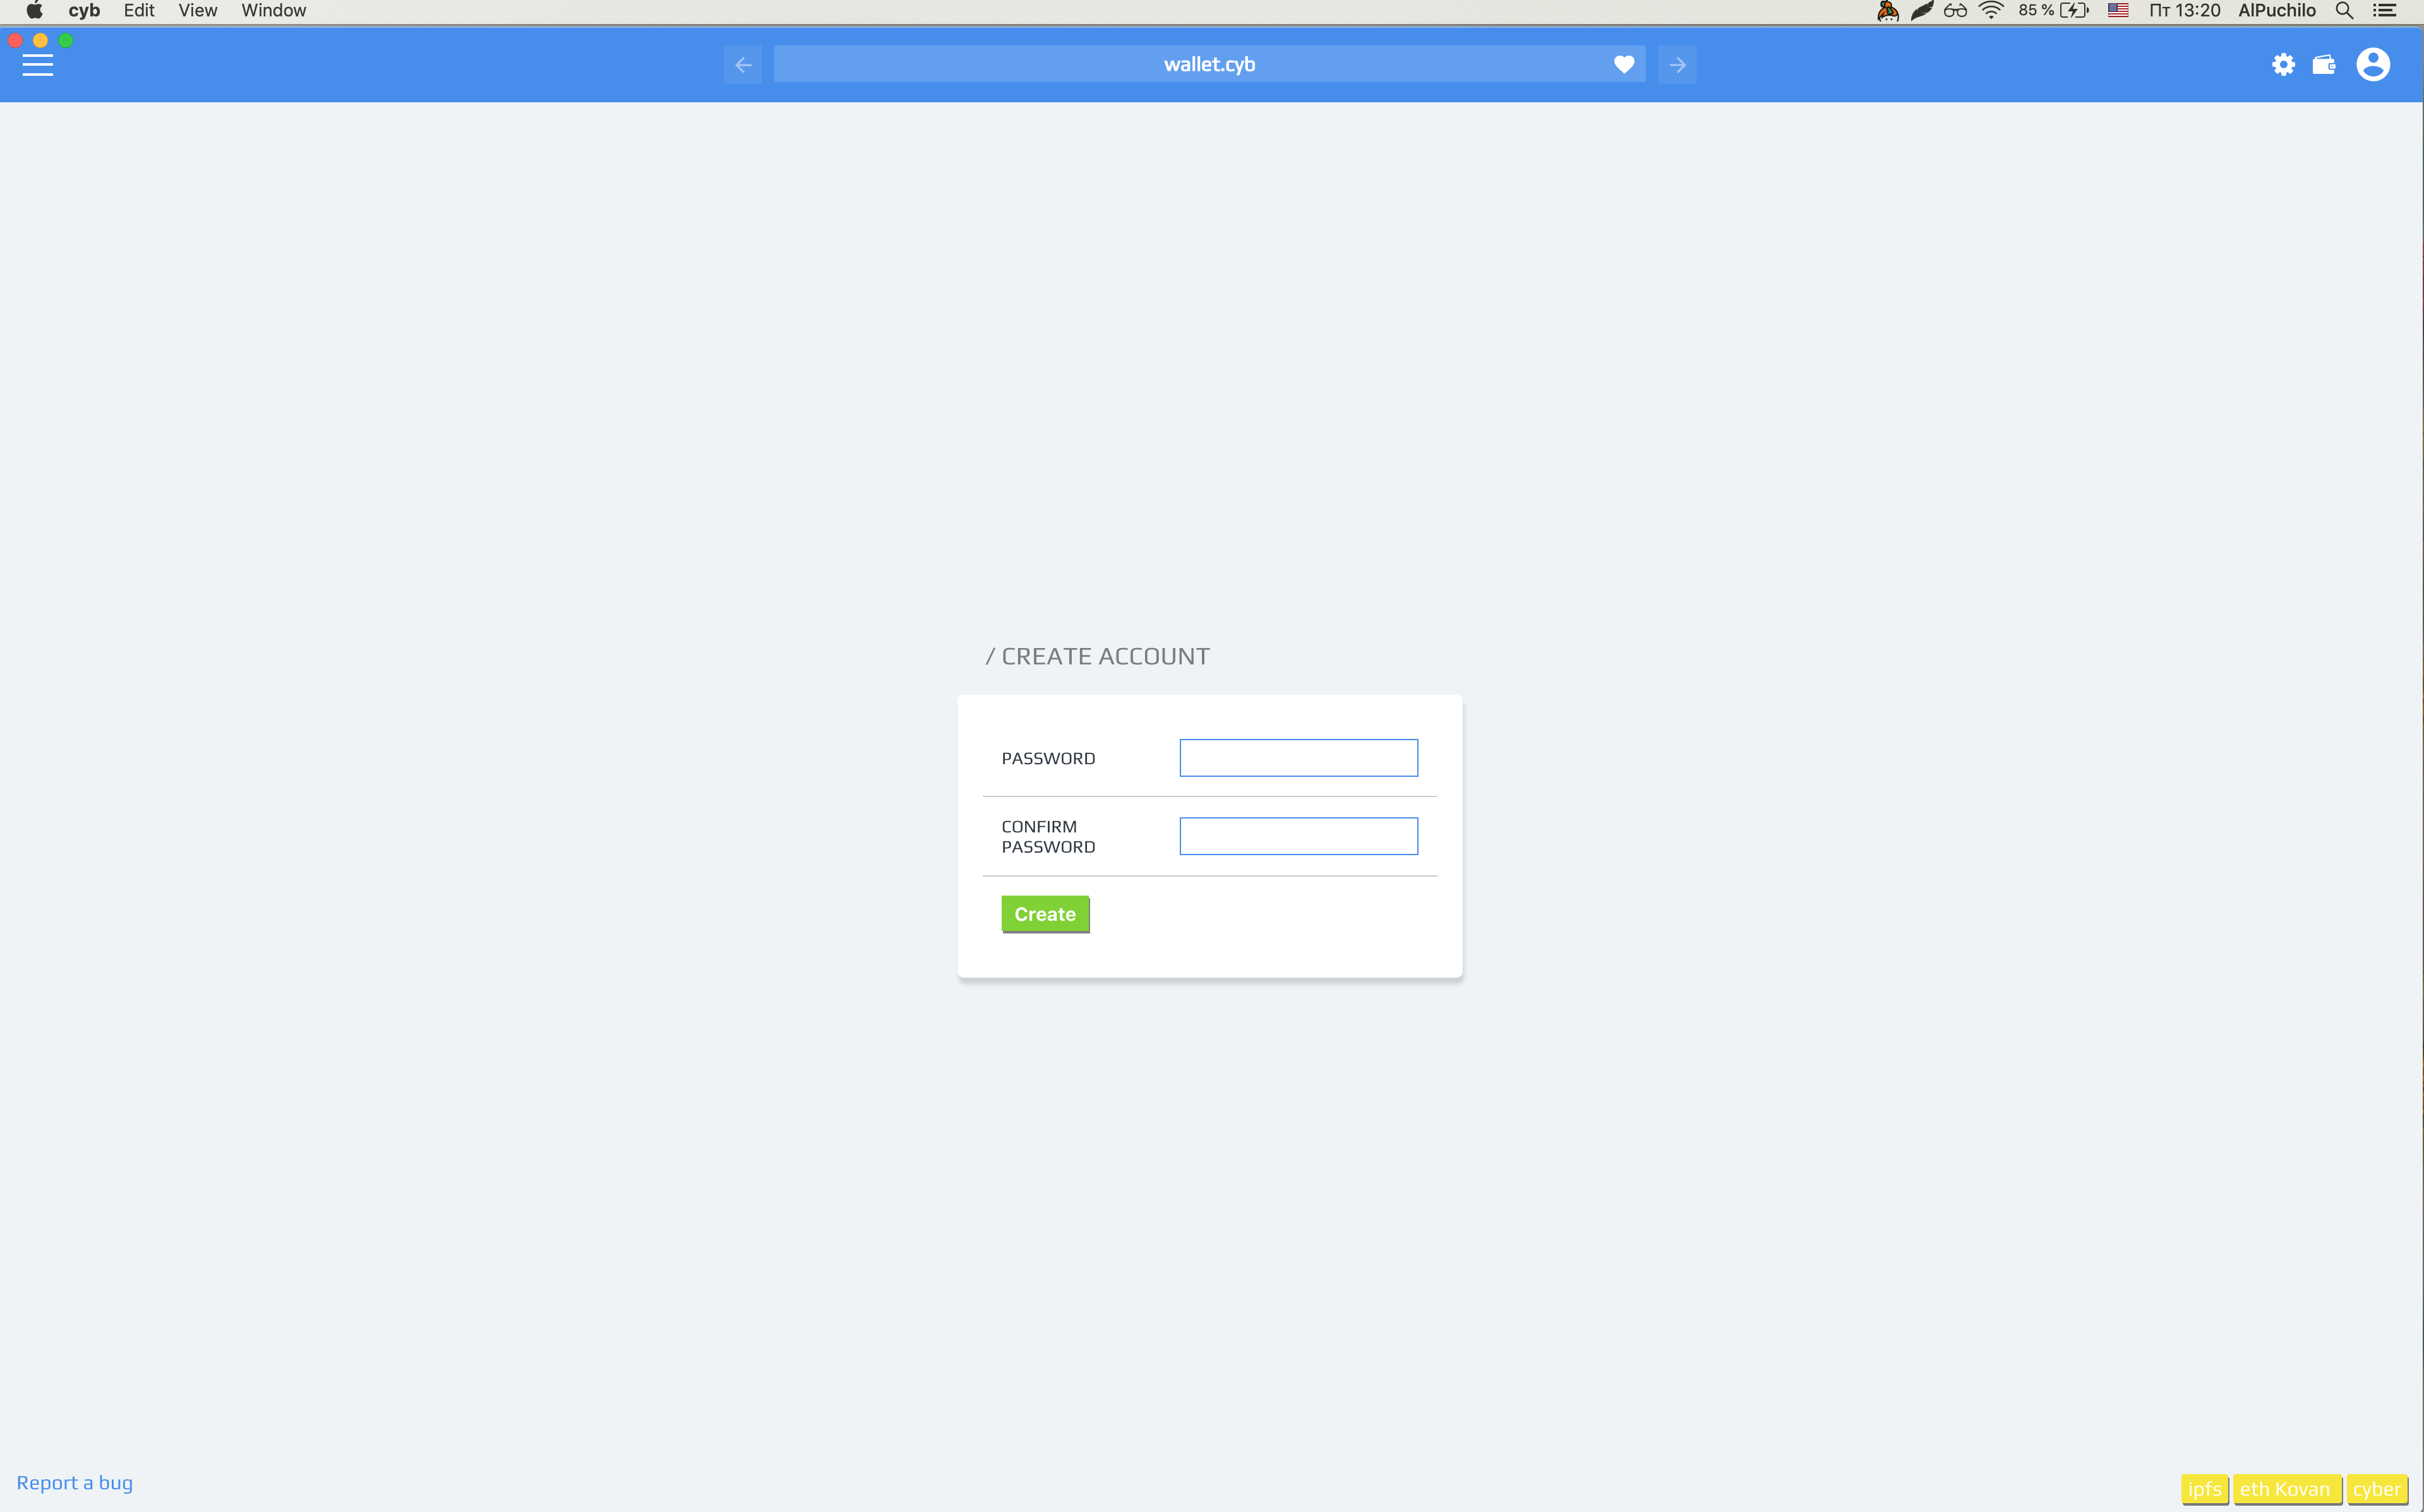 cyb Edit View Window 85 % Пт 13:20 AlPuchilo
wallet.cyb
/ CREATE ACCOUNT
PASSWORD
CONFIRM
PASSWORD
Create
Report a bug
ipfs eth Kovan cyber